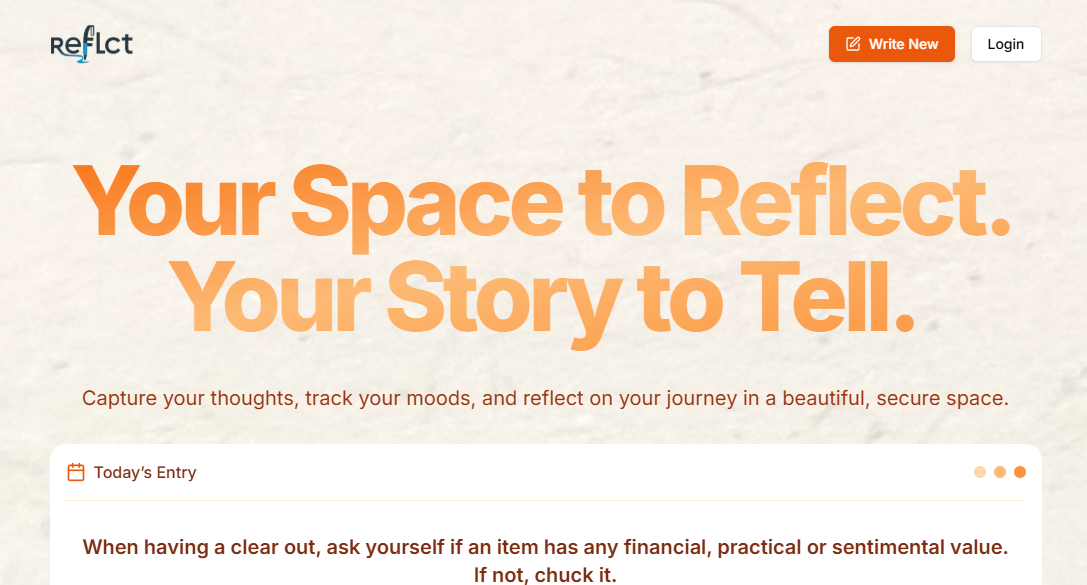 Reflct
Write New
Login
Your Space to Reflect.
Your Story to Tell.
Capture your thoughts, track your moods, and reflect on your journey in a beautiful, secure space.
Today’s Entry
When having a clear out, ask yourself if an item has any financial, practical or sentimental value.
If not, chuck it.